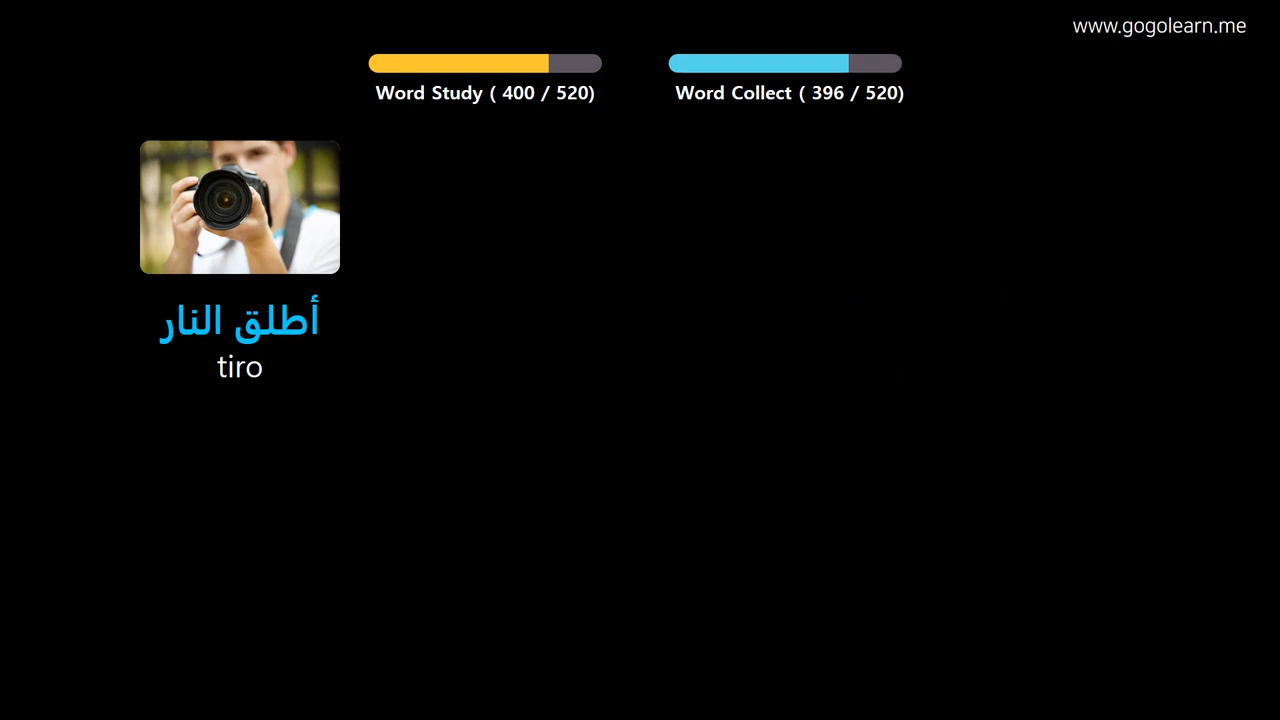 www.gogolearn.me
Word Study ( 400 / 520)
Word Collect ( 396 / 520)
أطلق النار
tiro